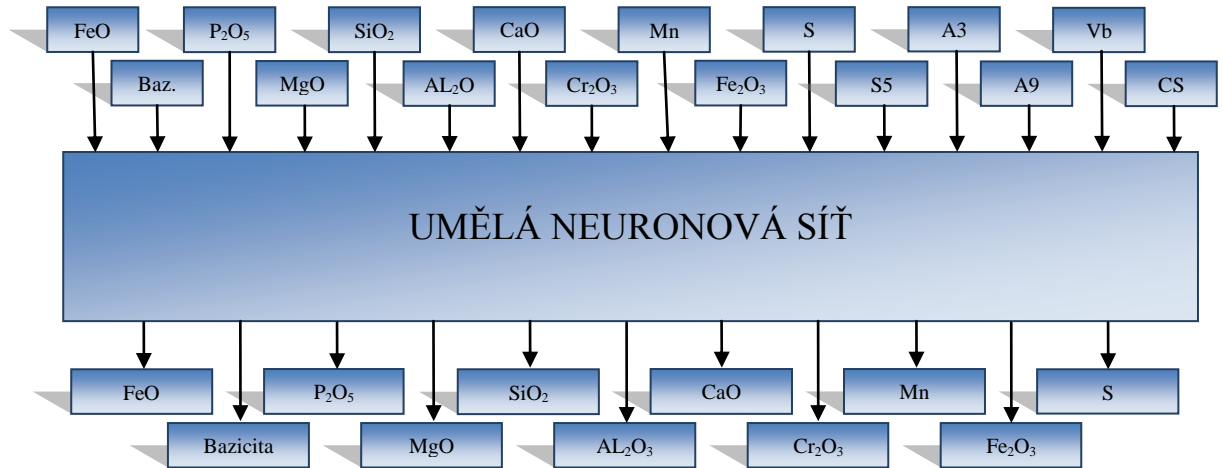 FeO P₂O₅ SiO₂ CaO Mn S A3 Vb
Baz. MgO AL₂O Cr₂O₃ Fe₂O₃ S5 A9 CS
UMĚLÁ NEURONOVÁ SÍŤ
FeO P₂O₅ SiO₂ CaO Mn S
Bazicita MgO AL₂O₃ Cr₂O₃ Fe₂O₃